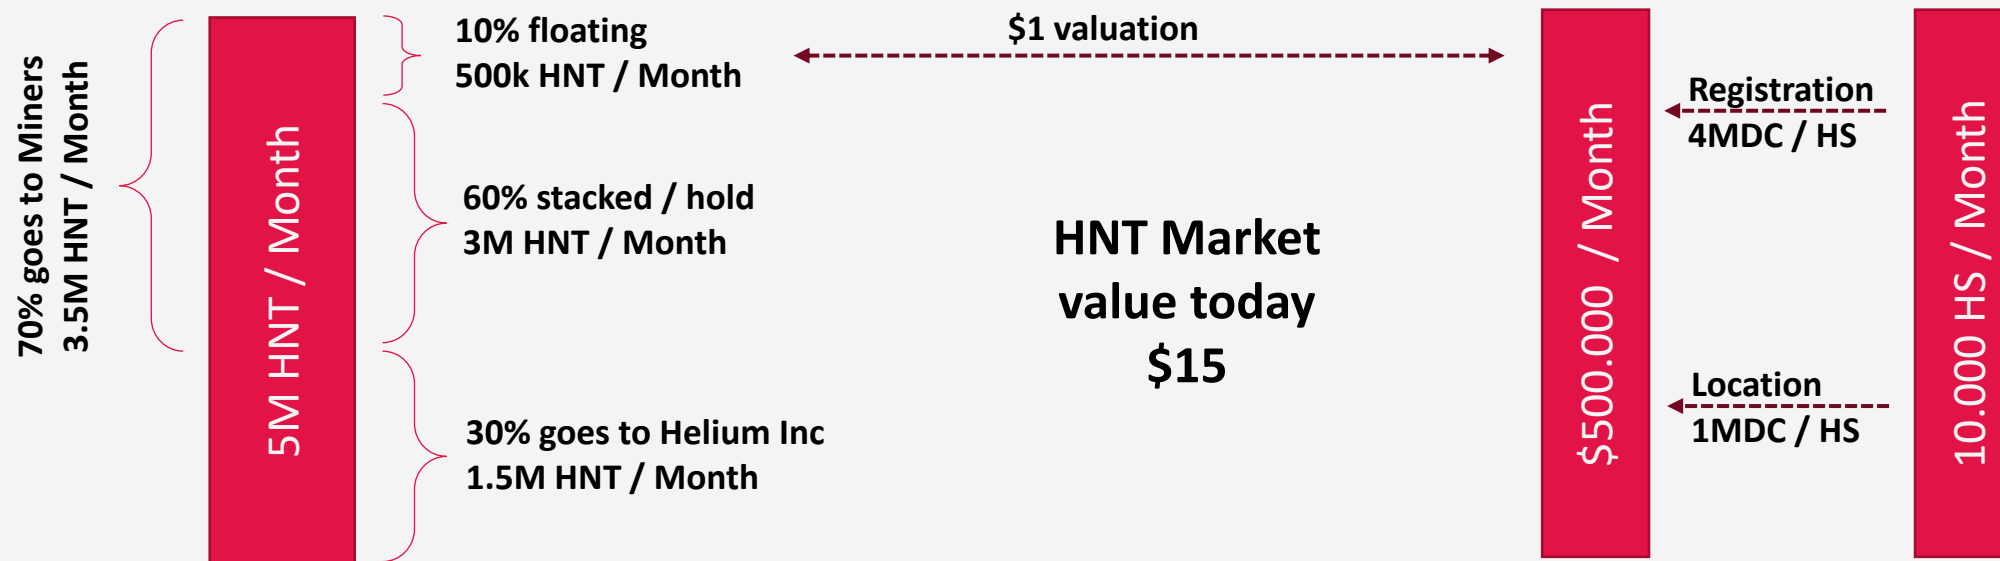 70% goes to Miners
3.5M HNT / Month
5M HNT / Month
10% floating
500k HNT / Month
60% stacked / hold
3M HNT / Month
30% goes to Helium Inc
1.5M HNT / Month
$1 valuation
HNT Market
value today
$15
$500.000 / Month
Registration
4MDC / HS
Location
1MDC / HS
10.000 HS / Month